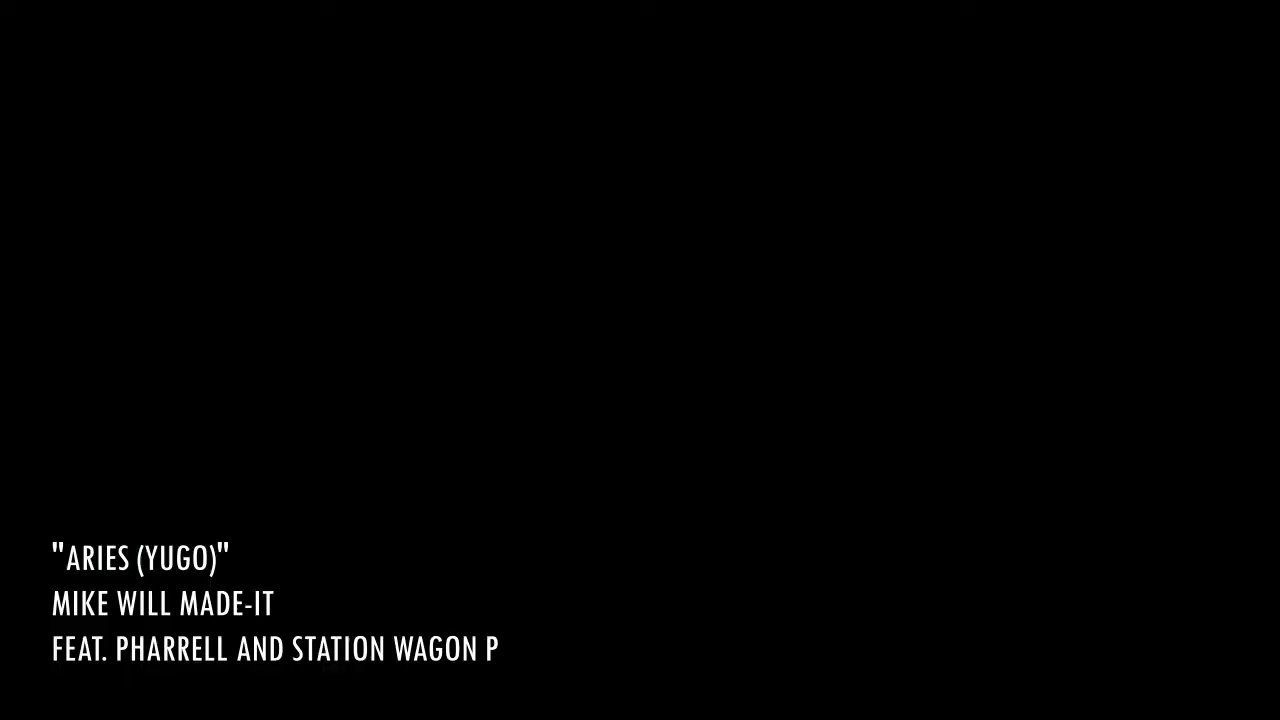 "ARIES (YUGO)"
MIKE WILL MADE-IT
FEAT. PHARRELL AND STATION WAGON P